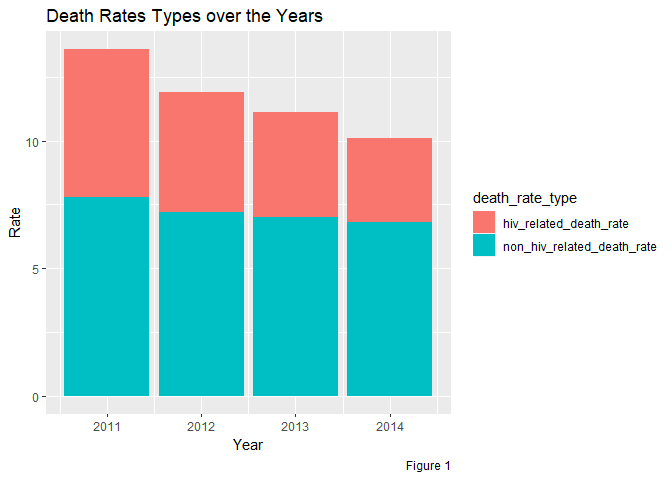 Death Rates Types over the Years
Rate
10
5
0
2011 2012 2013 2014
Year
death_rate_type
hiv_related_death_rate
non_hiv_related_death_rate
Figure 1